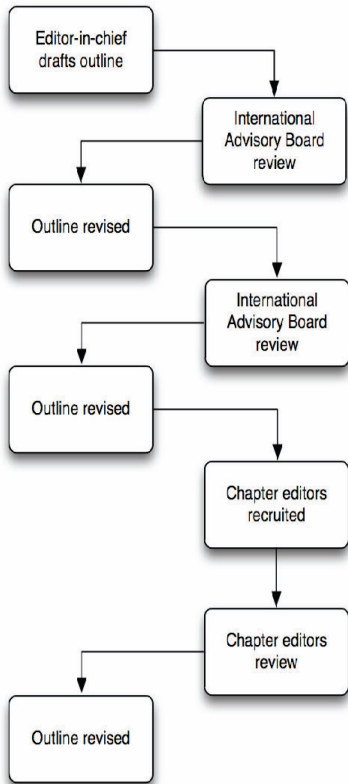 Editor-in-chief
drafts outline
International
Advisory Board
review
Outline revised
International
Advisory Board
review
Outline revised
Chapter editors
recruited
Chapter editors
review
Outline revised